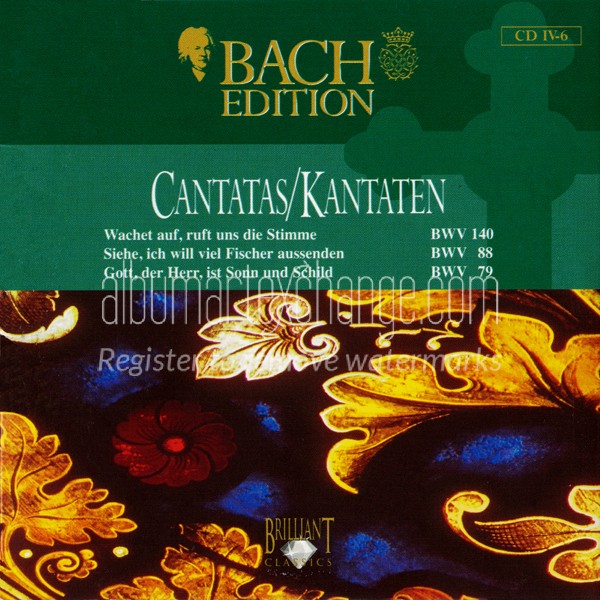 CD IV-6
BACH
EDITION
CANTATAS/KANTATEN
Wachet auf, ruft uns die Stimme BWV 140
Siehe, ich will viel Fischer aussenden BWV 88
Gott, der Herr, ist Sonn und Schild BWV 79
albumartexchange.com
Register to remove watermarks
BRILLIANT
CLASSICS